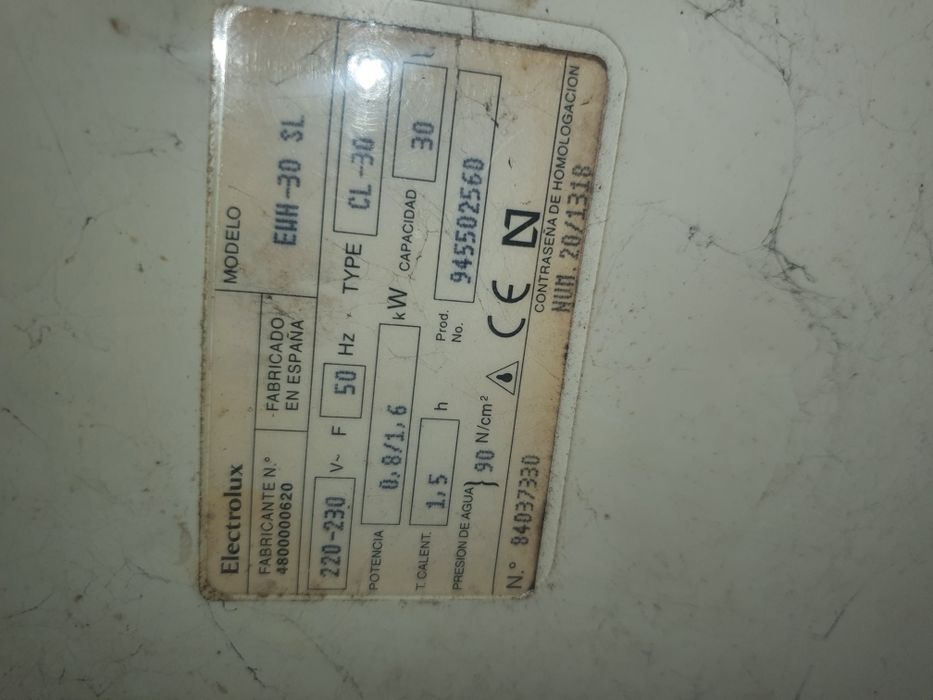 Electrolux
MODELO
EWH-30 SL
FABRICANTE N.º
4800000620
FABRICADO
EN ESPAÑA
220-230 V~ F 50 Hz TYPE CL-30
POTENCIA 0,8/1,6 kW CAPACIDAD 30 l
T. CALENT. 1,5 h Prod. No. 945502560
PRESION DE AGUA } 90 N/cm² CE N
N.º 84037330
CONTRASEÑA DE HOMOLOGACION
NUM. 20/1318